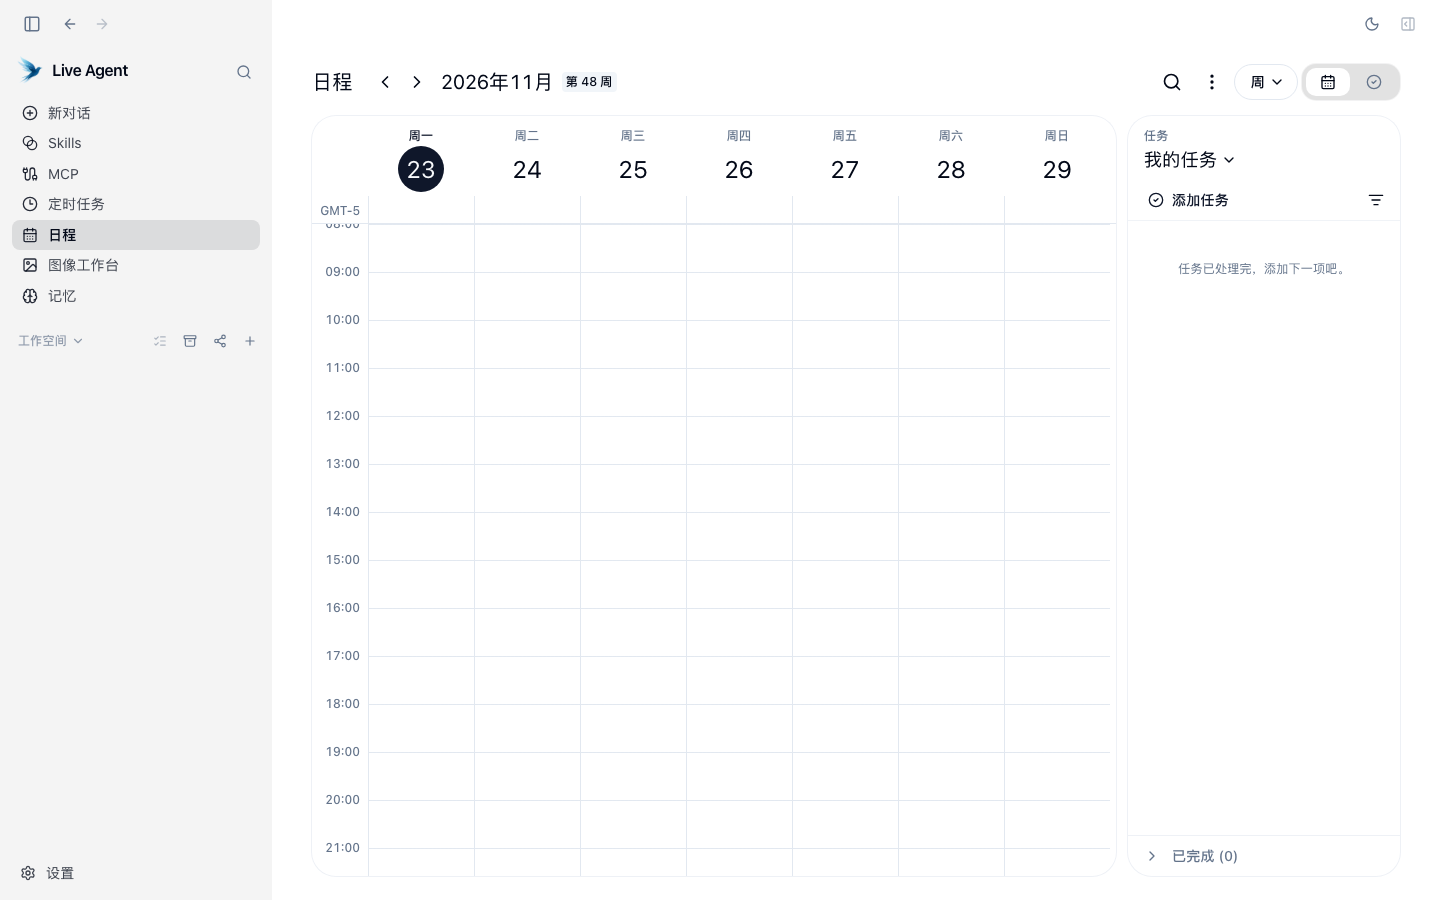 Live Agent
新对话
Skills
MCP
定时任务
日程
图像工作台
记忆
工作空间
设置
日程
2026年11月
第 48 周
周
周一 周二 周三 周四 周五 周六 周日
23 24 25 26 27 28 29
GMT-5
08:00
09:00
10:00
11:00
12:00
13:00
14:00
15:00
16:00
17:00
18:00
19:00
20:00
21:00
任务
我的任务
添加任务
任务已处理完，添加下一项吧。
已完成 (0)